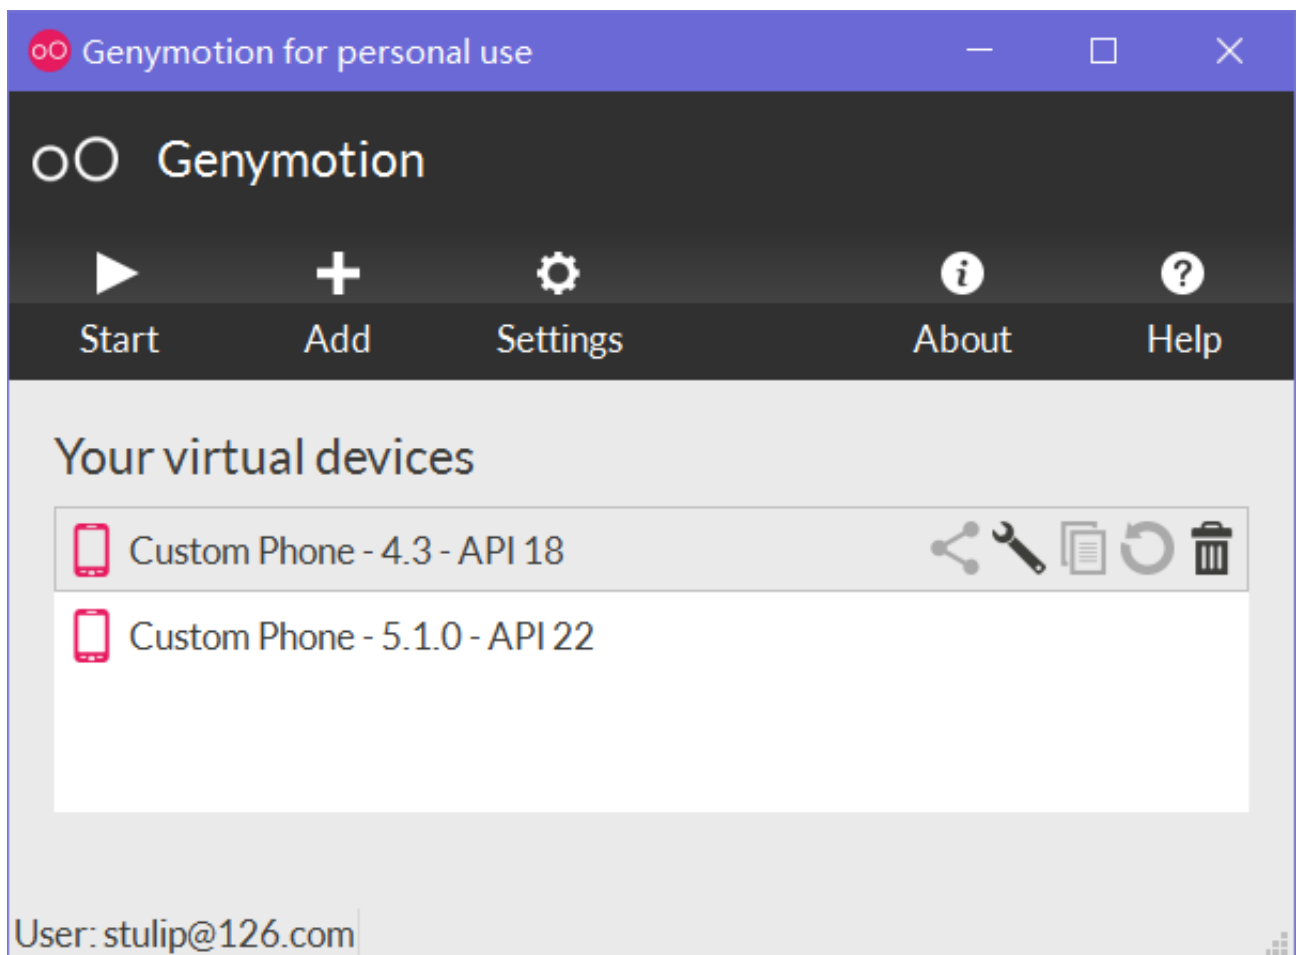 Genymotion for personal use
Genymotion
Start Add Settings About Help
Your virtual devices
Custom Phone - 4.3 - API 18
Custom Phone - 5.1.0 - API 22
User: stulip@126.com